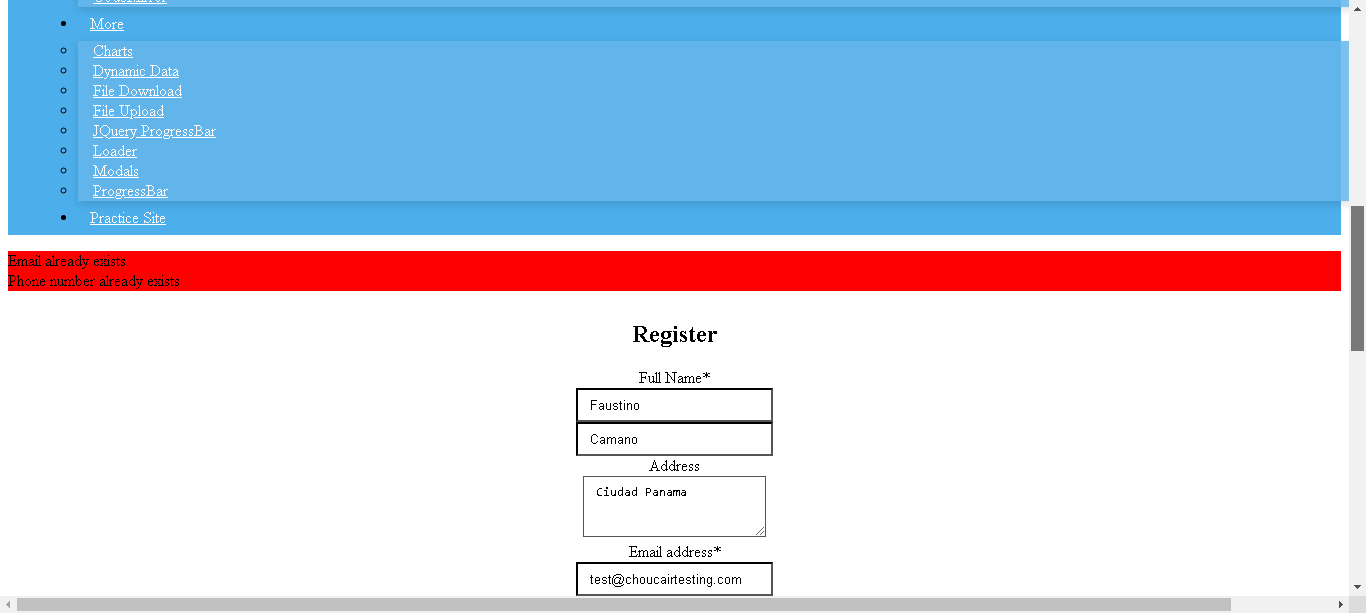 More
Charts
Dynamic Data
File Download
File Upload
JQuery ProgressBar
Loader
Modals
ProgressBar
Practice Site
Email already exists
Phone number already exists
Register
Full Name*
Faustino
Camano
Address
Ciudad Panama
Email address*
test@choucairtesting.com